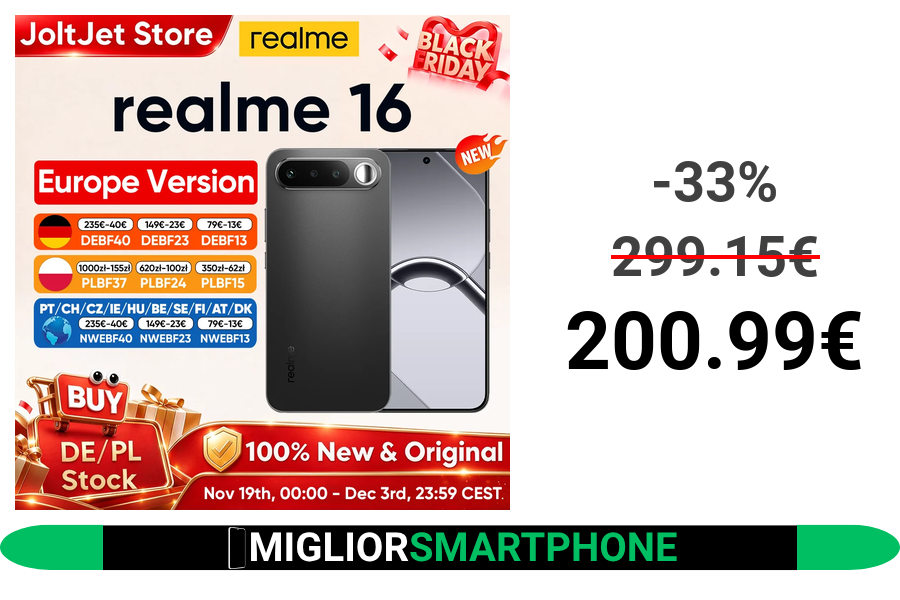 JoltJet Store
realme
BLACK FRIDAY
realme 16
NEW
Europe Version
235€-40€ 149€-23€ 79€-13€
DEBF40 DEBF23 DEBF13
1000zł-155zł 620zł-100zł 350zł-62zł
PLBF37 PLBF24 PLBF15
PT/CH/CZ/IE/HU/BE/SE/FI/AT/DK
235€-40€ 149€-23€ 79€-13€
NWEBF40 NWEBF23 NWEBF13
realme
BUY
DE/PL
Stock
100% New & Original
Nov 19th, 00:00 - Dec 3rd, 23:59 CEST.
-33%
299.15€
200.99€
MIGLIORSMARTPHONE